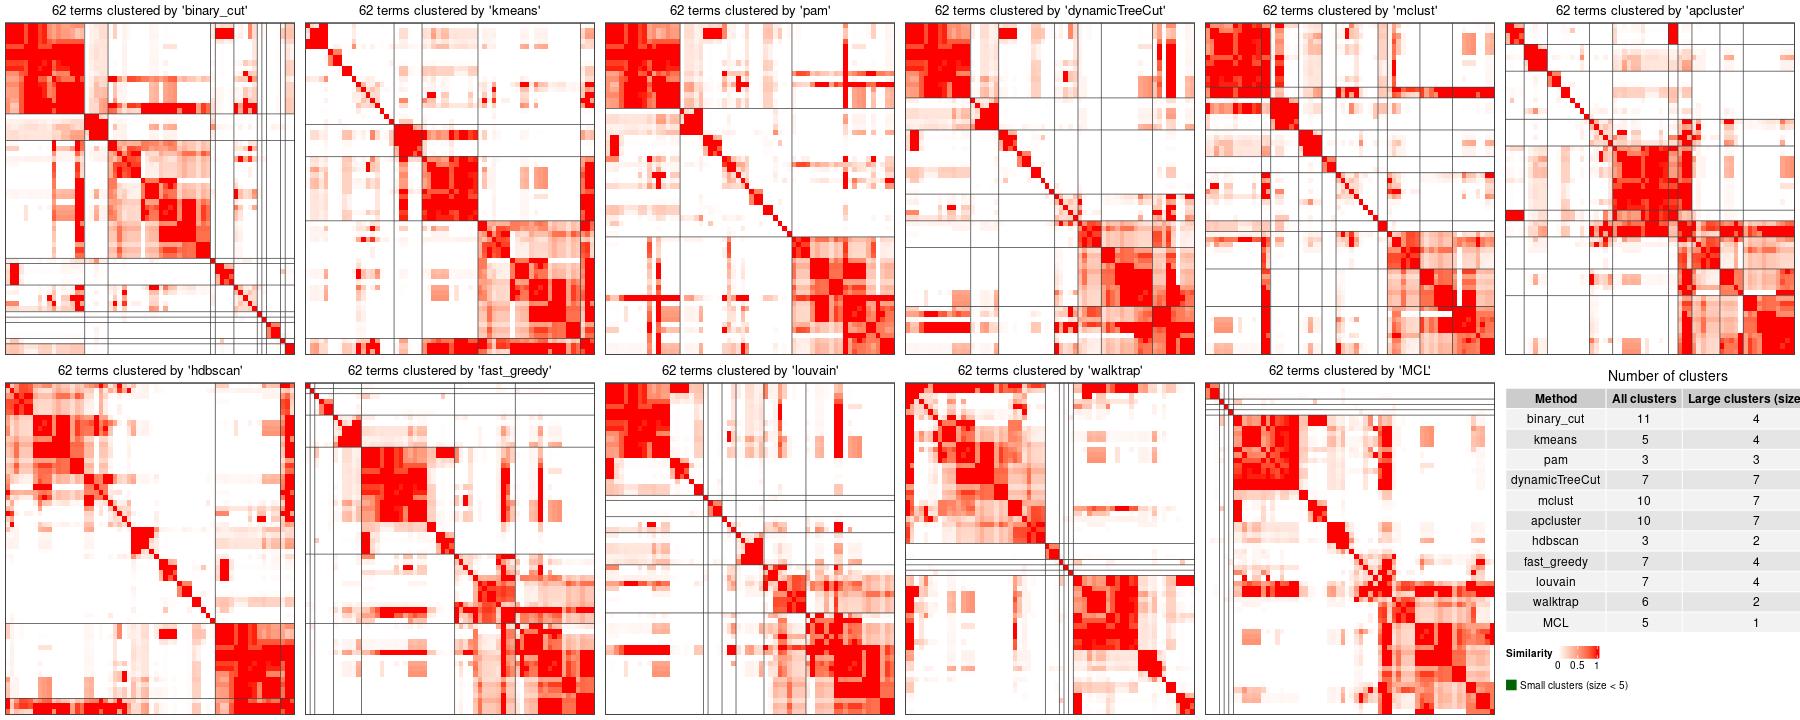 62 terms clustered by 'binary_cut'
62 terms clustered by 'kmeans'
62 terms clustered by 'pam'
62 terms clustered by 'dynamicTreeCut'
62 terms clustered by 'mclust'
62 terms clustered by 'apcluster'
62 terms clustered by 'hdbscan'
62 terms clustered by 'fast_greedy'
62 terms clustered by 'louvain'
62 terms clustered by 'walktrap'
62 terms clustered by 'MCL'
Number of clusters
Method All clusters Large clusters (size
binary_cut 11 4
kmeans 5 4
pam 3 3
dynamicTreeCut 7 7
mclust 10 7
apcluster 10 7
hdbscan 3 2
fast_greedy 7 4
louvain 7 4
walktrap 6 2
MCL 5 1
Similarity
0 0.5 1
Small clusters (size < 5)